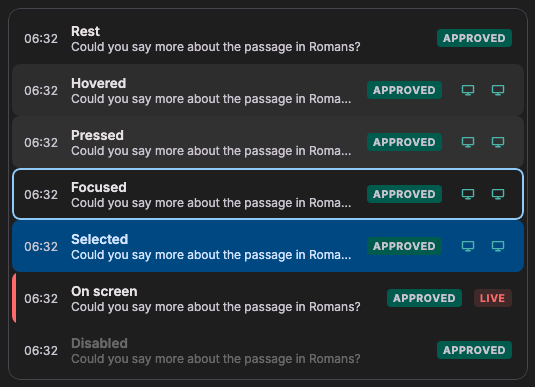 06:32 Rest APPROVED
Could you say more about the passage in Romans?
06:32 Hovered APPROVED
Could you say more about the passage in Roma...
06:32 Pressed APPROVED
Could you say more about the passage in Roma...
06:32 Focused APPROVED
Could you say more about the passage in Roma...
06:32 Selected APPROVED
Could you say more about the passage in Roma...
06:32 On screen APPROVED LIVE
Could you say more about the passage in Romans?
06:32 Disabled APPROVED
Could you say more about the passage in Romans?